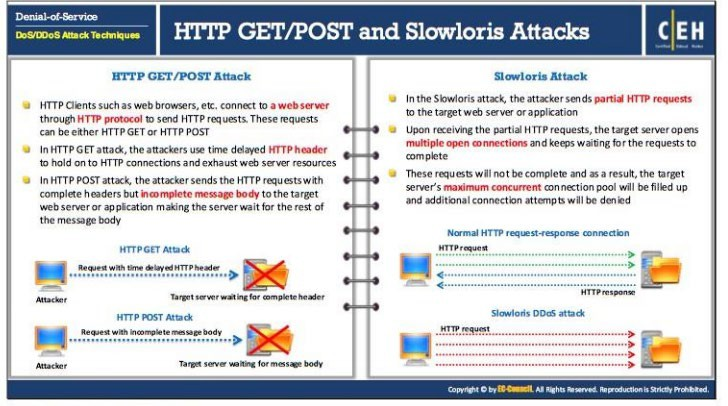 Denial-of-Service
DoS/DDoS Attack Techniques
HTTP GET/POST and Slowloris Attacks
C|EH
Certified Ethical Hacker
HTTP GET/POST Attack
HTTP Clients such as web browsers, etc. connect to a web server
through HTTP protocol to send HTTP requests. These requests
can be either HTTP GET or HTTP POST
In HTTP GET attack, the attackers use time delayed HTTP header
to hold on to HTTP connections and exhaust web server resources
In HTTP POST attack, the attacker sends the HTTP requests with
complete headers but incomplete message body to the target
web server or application making the server wait for the rest of
the message body
HTTP GET Attack
Request with time delayed HTTP header
Attacker
Target server waiting for complete header
HTTP POST Attack
Request with incomplete message body
Attacker
Target server waiting for message body
Slowloris Attack
In the Slowloris attack, the attacker sends partial HTTP requests
to the target web server or application
Upon receiving the partial HTTP requests, the target server opens
multiple open connections and keeps waiting for the requests to
complete
These requests will not be complete and as a result, the target
server's maximum concurrent connection pool will be filled up
and additional connection attempts will be denied
Normal HTTP request-response connection
HTTP request
HTTP response
Slowloris DDoS attack
HTTP request
Copyright © by EC-Council. All Rights Reserved. Reproduction is Strictly Prohibited.